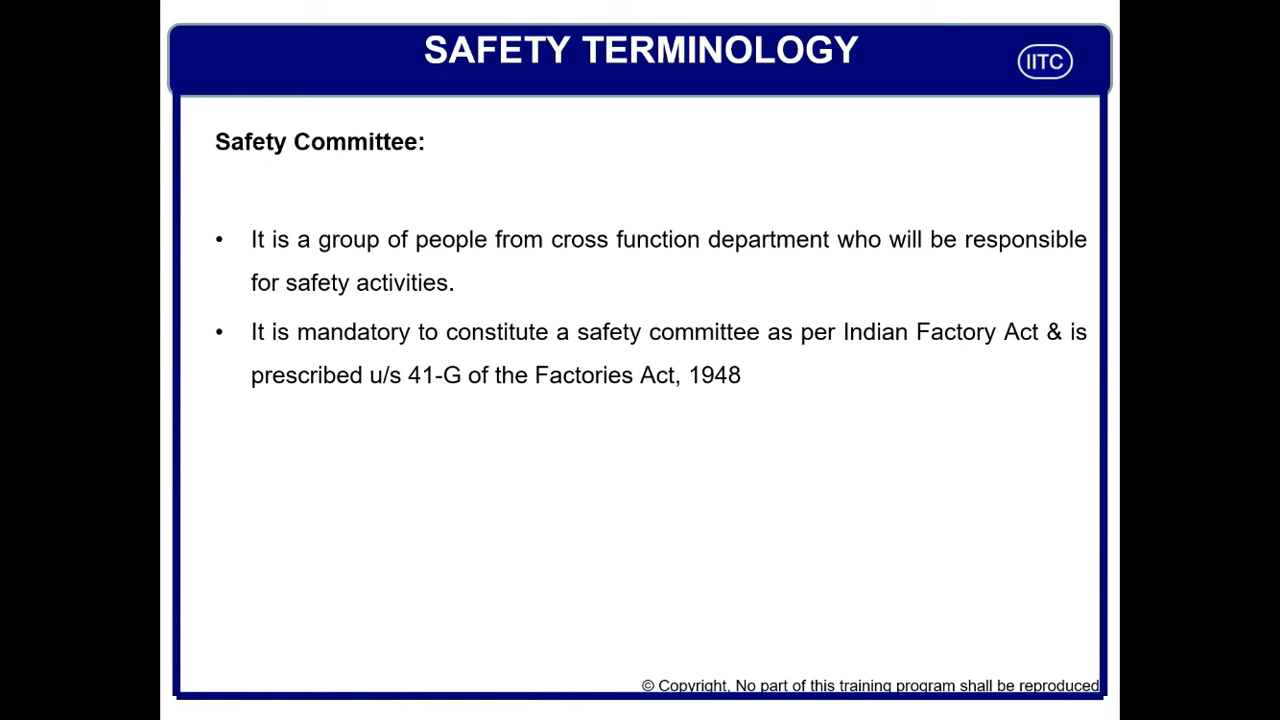 SAFETY TERMINOLOGY
IITC
Safety Committee:
• It is a group of people from cross function department who will be responsible
for safety activities.
• It is mandatory to constitute a safety committee as per Indian Factory Act & is
prescribed u/s 41-G of the Factories Act, 1948
© Copyright, No part of this training program shall be reproduced